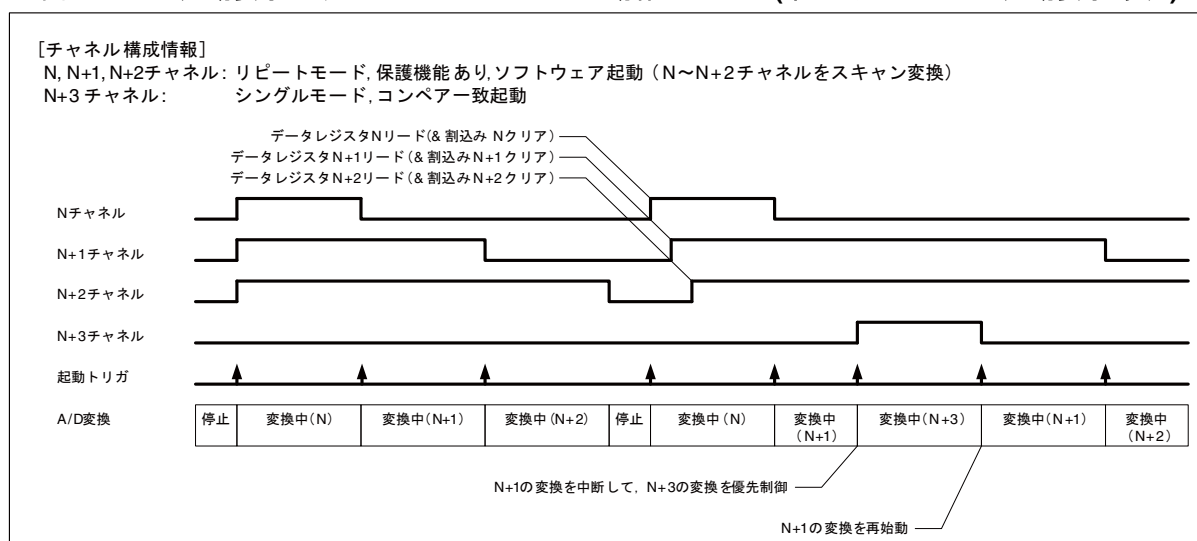 [チャネル構成情報]
N, N+1, N+2チャネル: リピートモード, 保護機能あり, ソフトウェア起動 (N〜N+2チャネルをスキャン変換)
N+3 チャネル: シングルモード, コンペアー致起動
データレジスタNリード(& 割込み Nクリア)
データレジスタN+1リード(& 割込みN+1クリア)
データレジスタN+2リード(& 割込みN+2クリア)
Nチャネル
N+1チャネル
N+2チャネル
N+3チャネル
起動トリガ
A/D変換 停止 変換中(N) 変換中(N+1) 変換中(N+2) 停止 変換中(N) 変換中(N+1) 変換中(N+3) 変換中(N+1) 変換中(N+2)
N+1の変換を中断して, N+3の変換を優先制御
N+1の変換を再始動